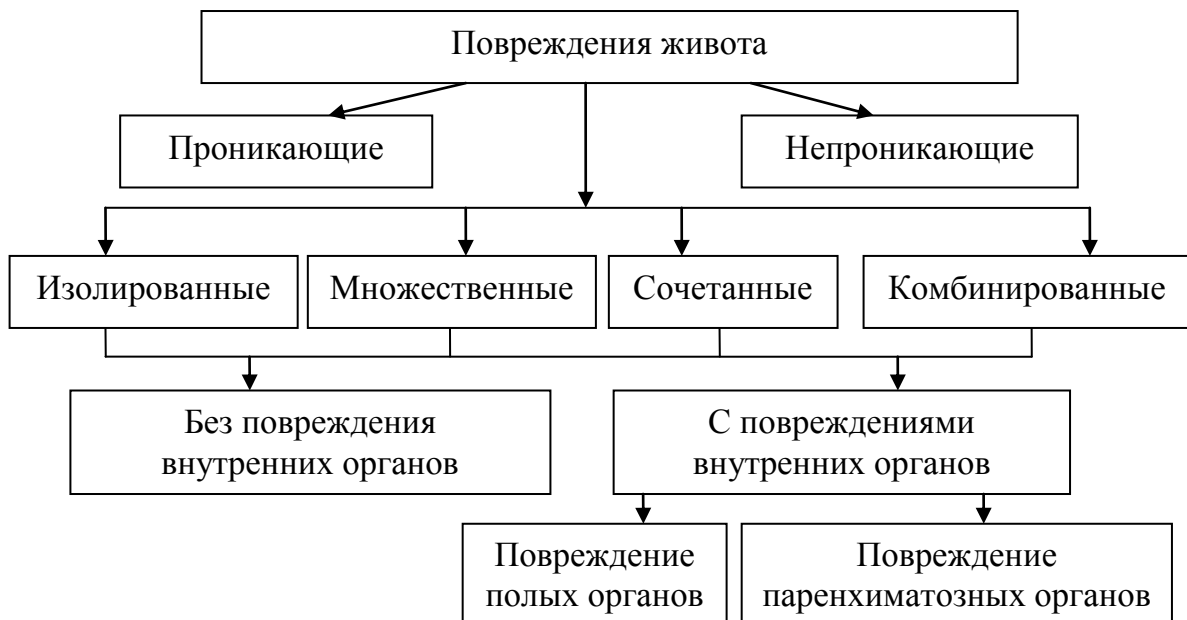 Повреждения живота
Проникающие
Непроникающие
Изолированные
Множественные
Сочетанные
Комбинированные
Без повреждения
внутренних органов
С повреждениями
внутренних органов
Повреждение
полых органов
Повреждение
паренхиматозных органов